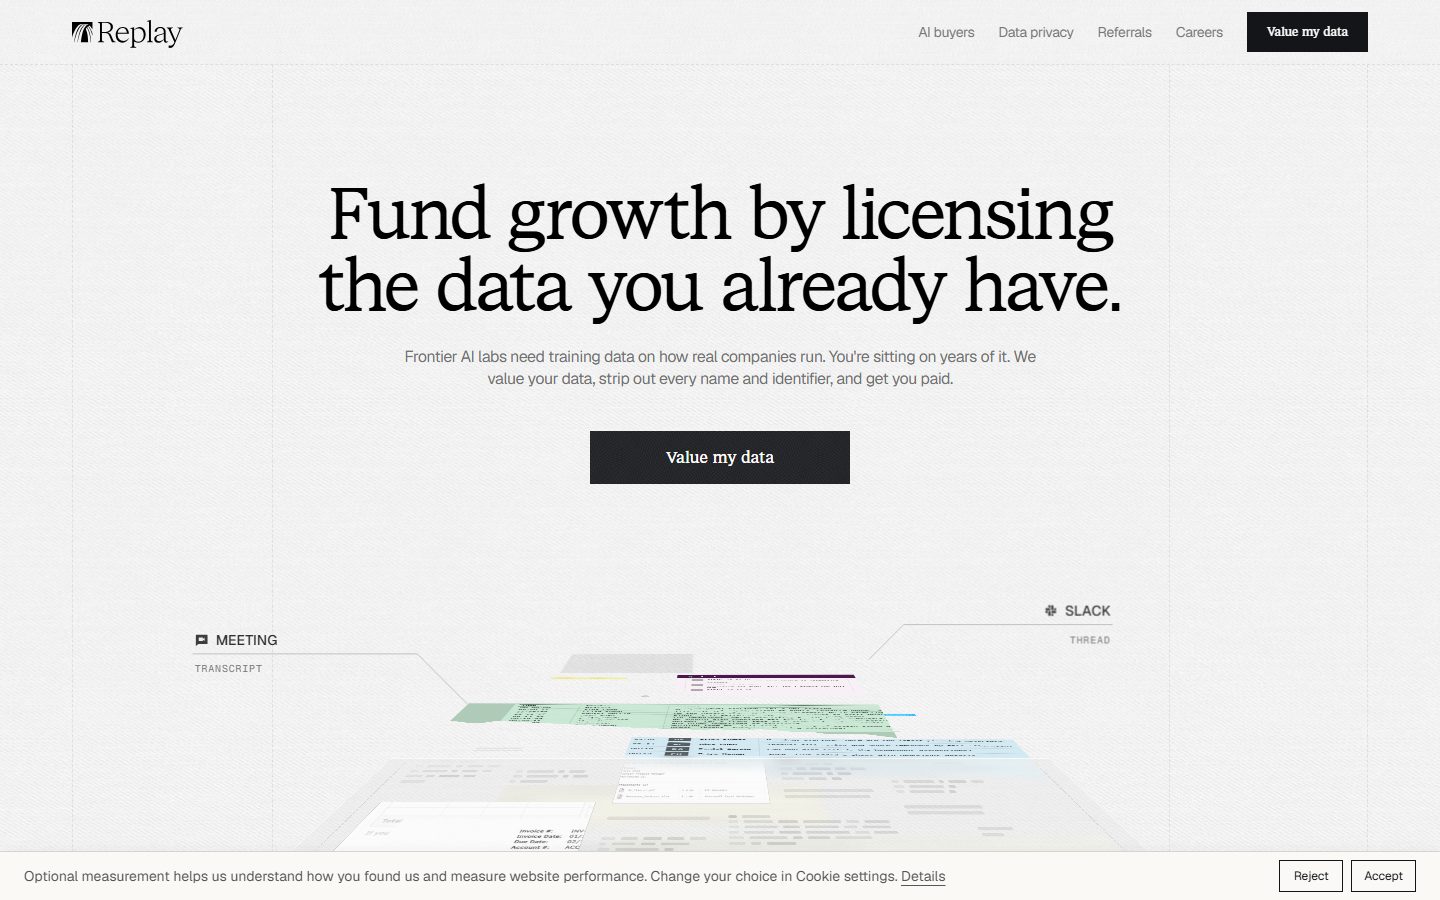 Replay
AI buyers
Data privacy
Referrals
Careers
Value my data
Fund growth by licensing
the data you already have.
Frontier AI labs need training data on how real companies run. You're sitting on years of it. We
value your data, strip out every name and identifier, and get you paid.
Value my data
SLACK
THREAD
MEETING
TRANSCRIPT
Total
If you
Invoice #:
Invoice Date:
Due Date:
Account #:
Optional measurement helps us understand how you found us and measure website performance. Change your choice in Cookie settings. Details
Reject
Accept